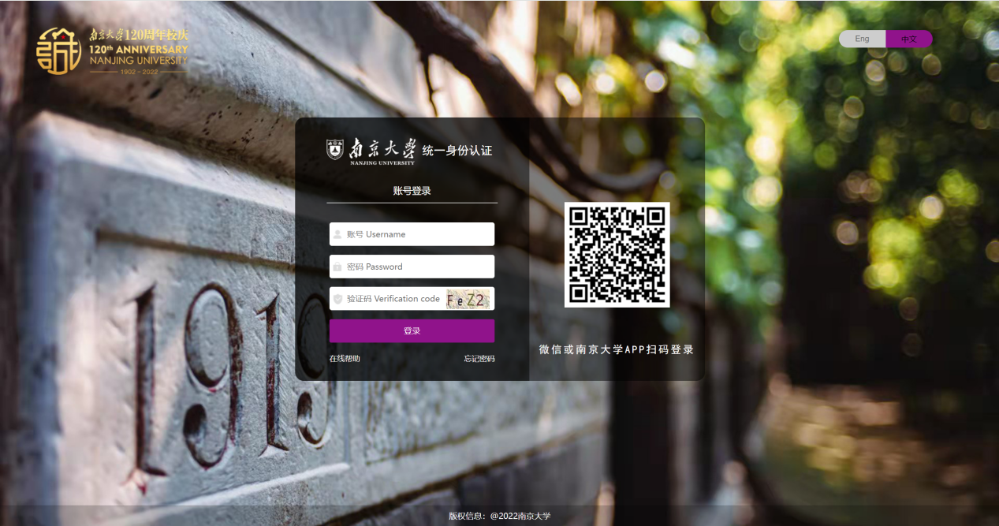 南京大学120周年校庆
120th ANNIVERSARY
NANJING UNIVERSITY
1902 - 2022
Eng 中文
南京大学 统一身份认证
NANJING UNIVERSITY
账号登录
账号 Username
密码 Password
验证码 Verification code FeZ2
登录
在线帮助 忘记密码
微信或南京大学APP扫码登录
1919
版权信息：@2022南京大学